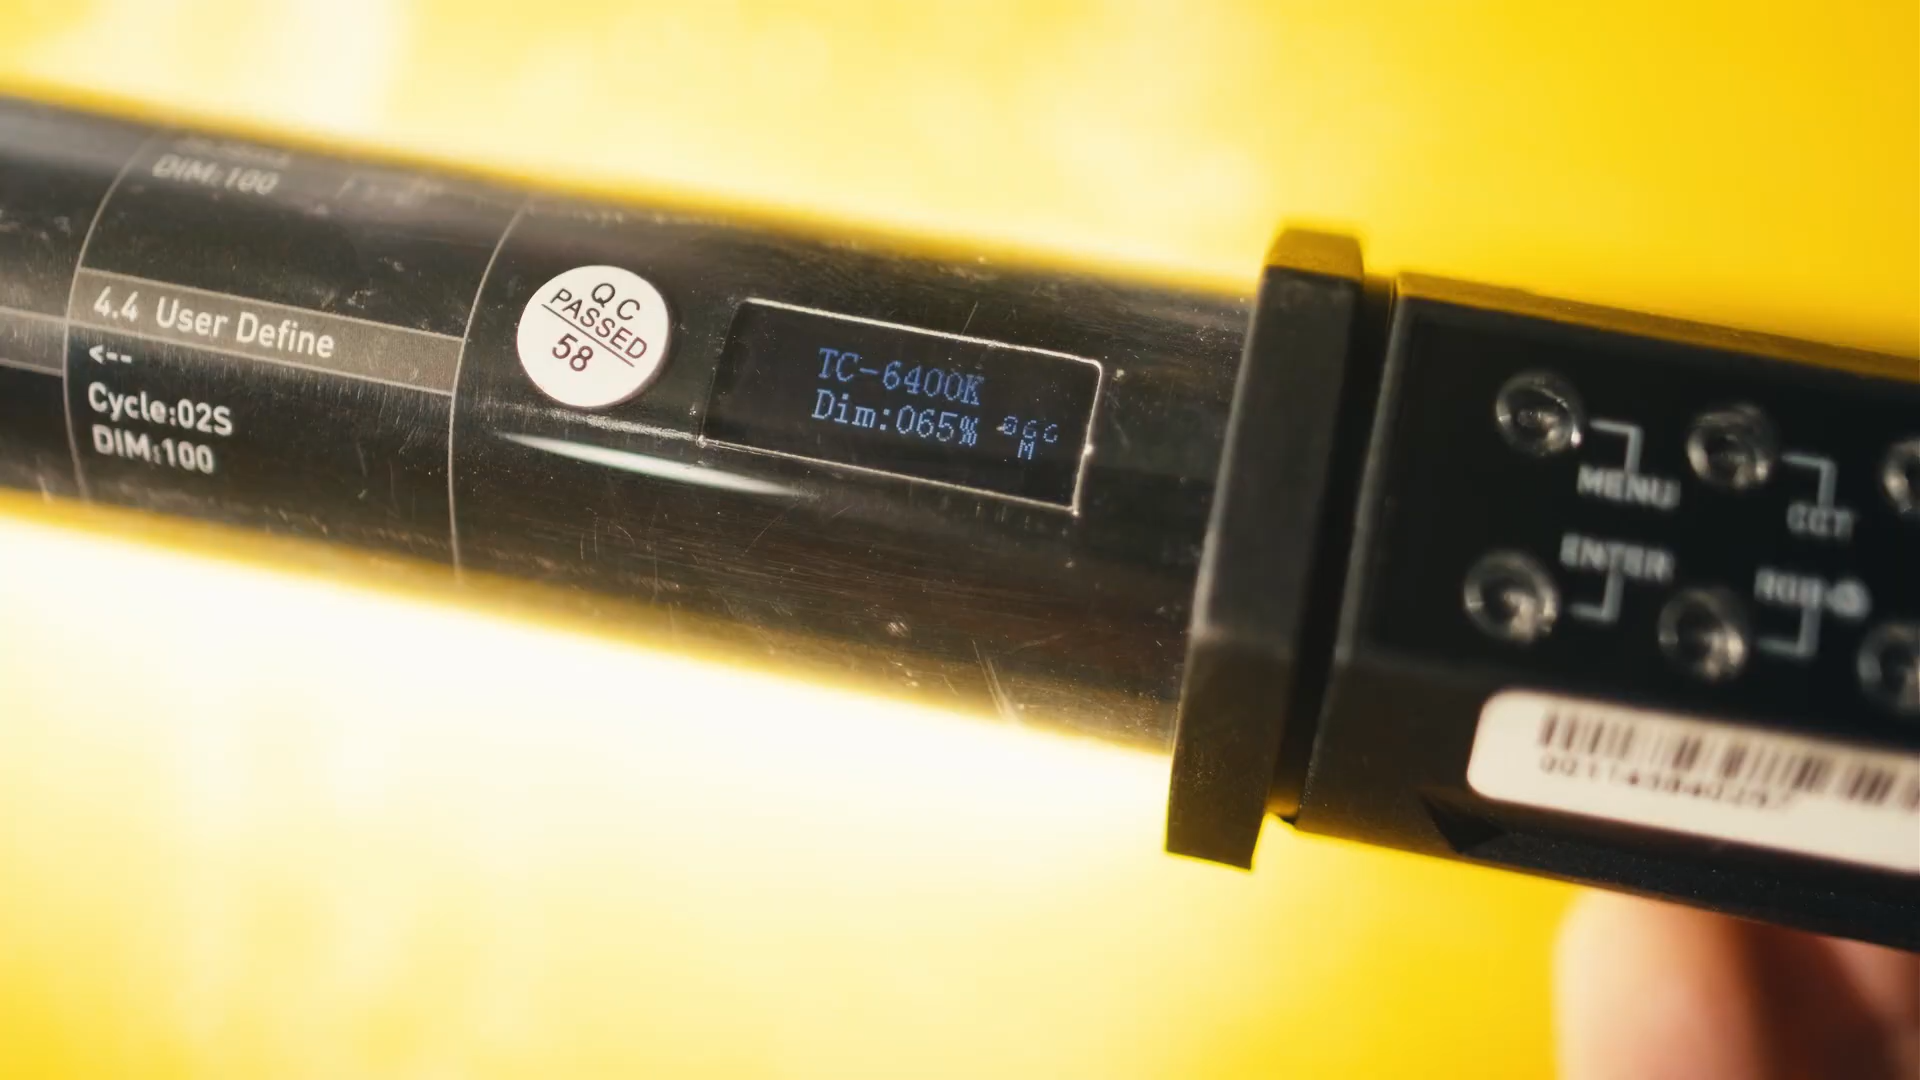 DIM:100
4.4 User Define
<--
Cycle:02S
DIM:100
QC
PASSED
58
TC-6400K
Dim:065%
M
MENU
CCT
ENTER